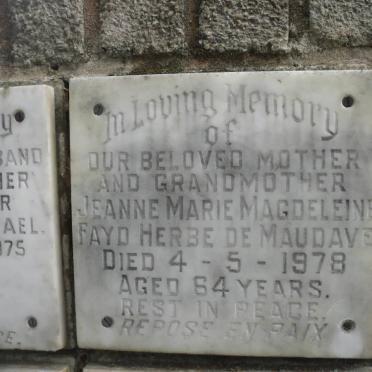 In Loving Memory
of
OUR BELOVED MOTHER
AND GRANDMOTHER
JEANNE MARIE MAGDELEINE
FAYD HERBE DE MAUDAVE
DIED 4 - 5 - 1978
AGED 64 YEARS.
REST IN PEACE.
REPOSE EN PAIX